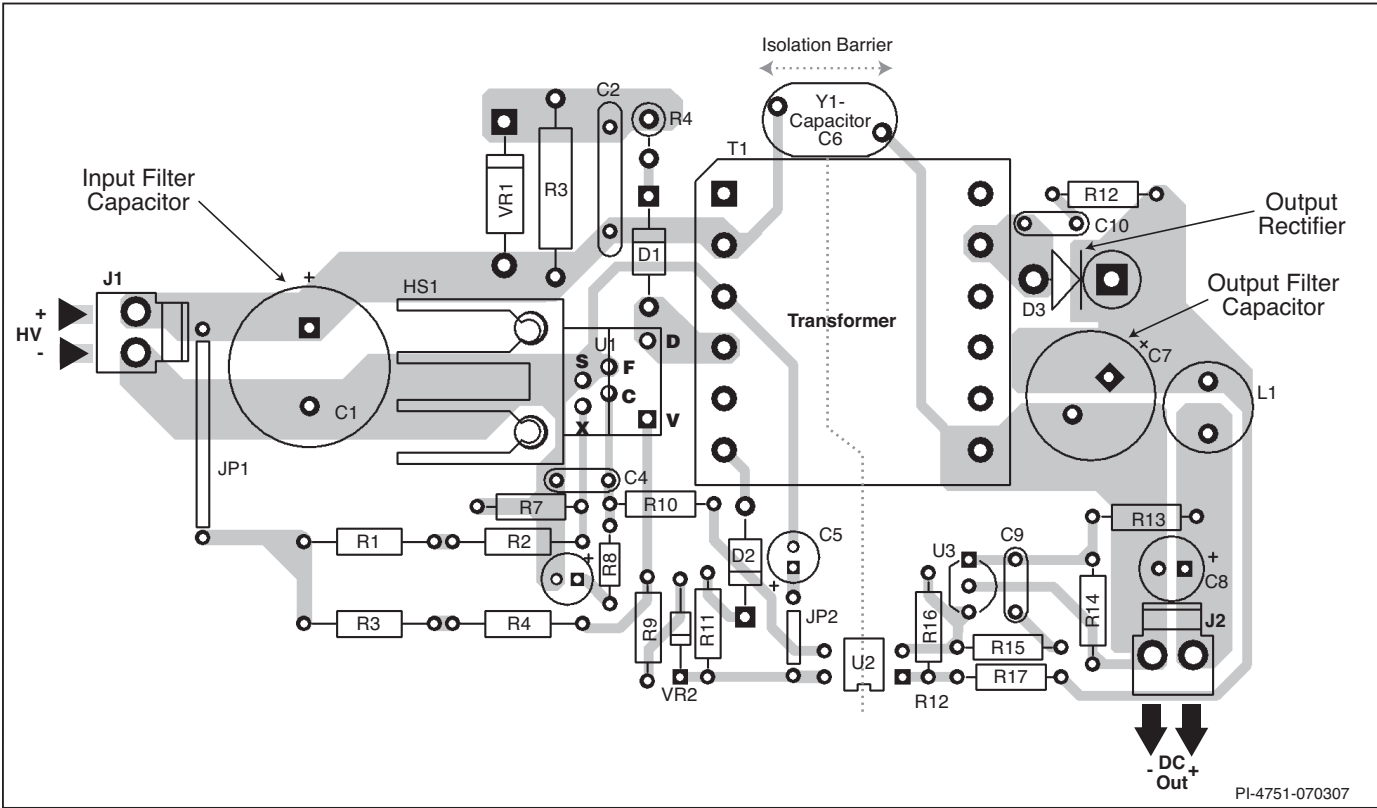 Isolation Barrier
Y1-
Capacitor
C6
C2
R4
T1
Input Filter
Capacitor
VR1
R3
R12
C10
Output
Rectifier
D1
J1
+
HS1
D3
Output Filter
Capacitor
+
HV
-
Transformer
U1
D
S
F
C
X
V
+
C7
C1
L1
JP1
C4
R7
R10
R13
R1
R2
+
R8
D2
C5
+
U3
C9
+
C8
R14
R3
R4
R9
R11
JP2
R16
J2
R15
U2
R17
VR2
R12
- DC +
Out
PI-4751-070307